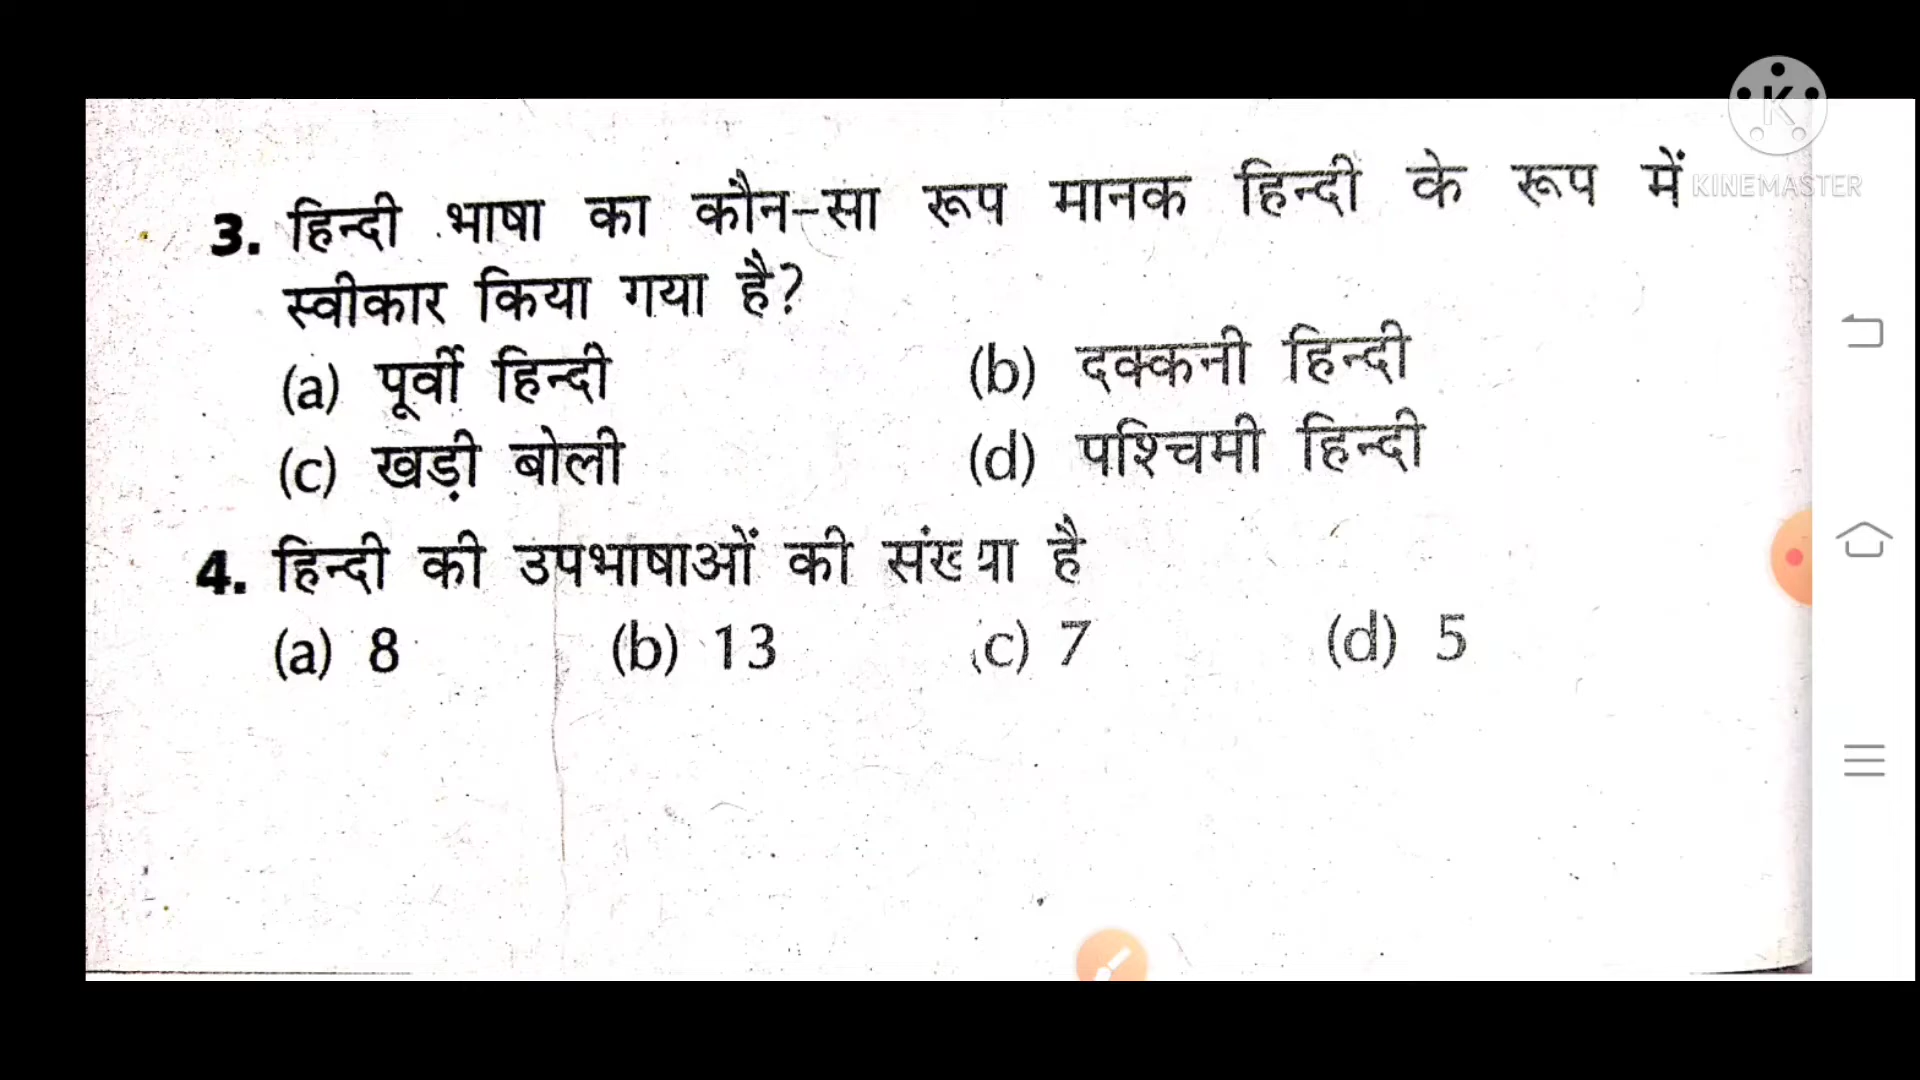 K
KINEMASTER
3. हिन्दी भाषा का कौन-सा रूप मानक हिन्दी के रूप में
स्वीकार किया गया है?
(a) पूर्वी हिन्दी (b) दक्कनी हिन्दी
(c) खड़ी बोली (d) पश्चिमी हिन्दी
4. हिन्दी की उपभाषाओं की संख्या है
(a) 8 (b) 13 (c) 7 (d) 5